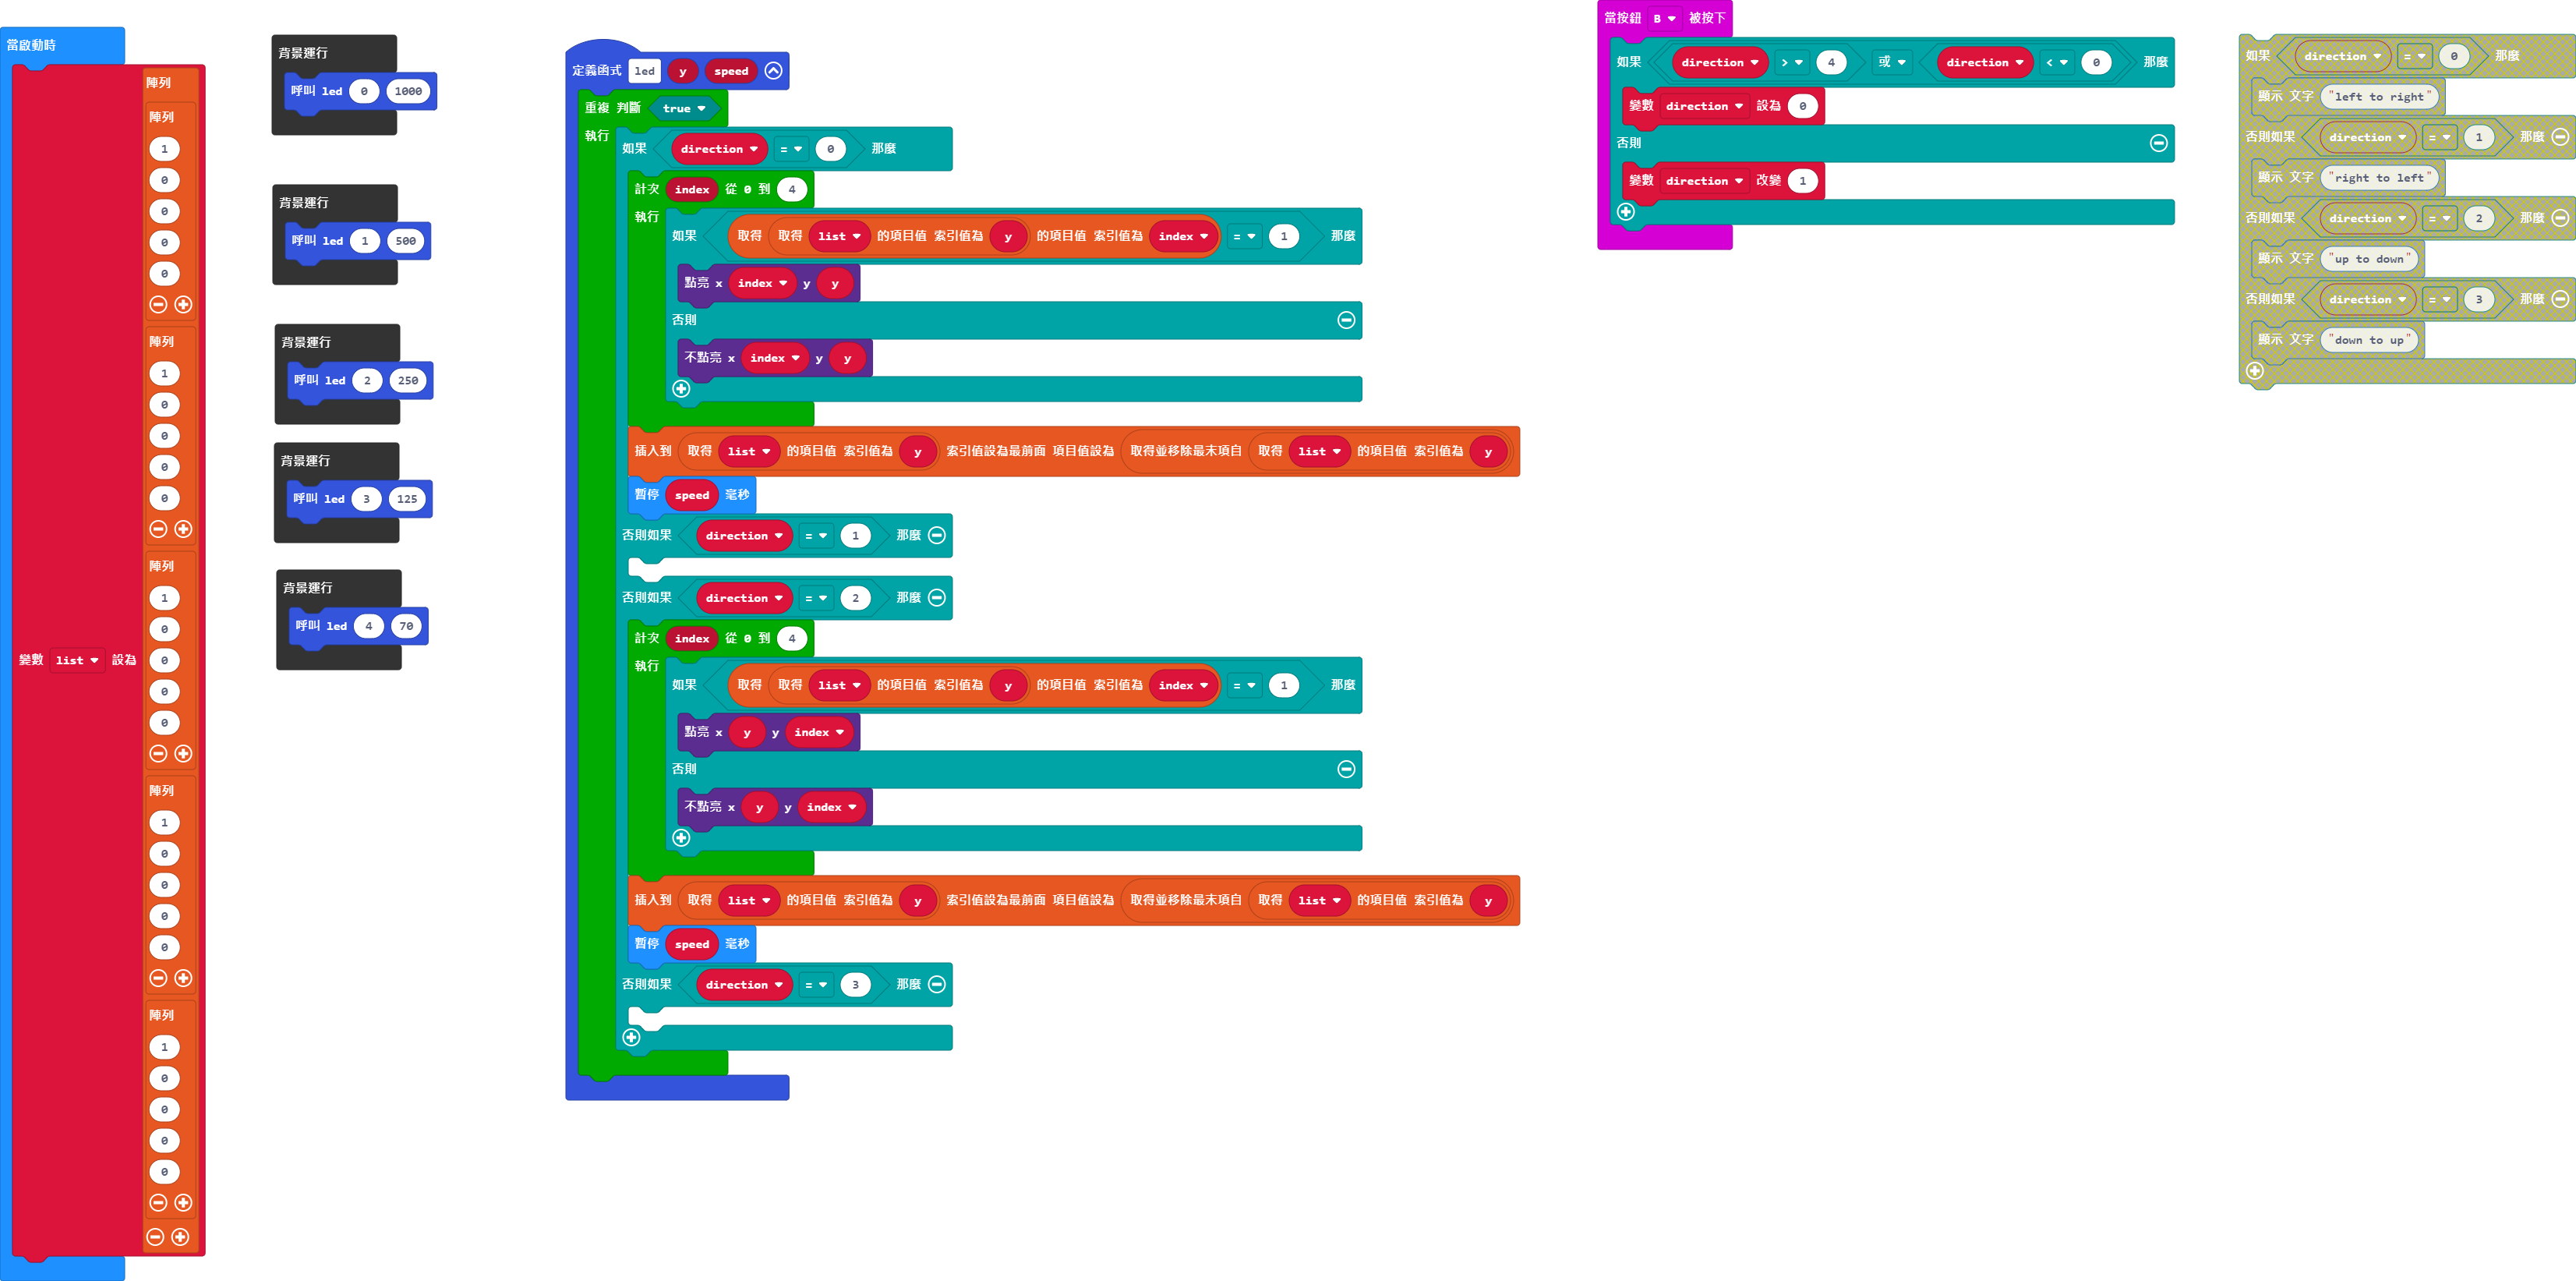 當啟動時
變數 list 設為
陣列
陣列
1
0
0
0
0
陣列
1
0
0
0
0
陣列
1
0
0
0
0
陣列
1
0
0
0
0
陣列
1
0
0
0
0
背景運行
呼叫 led 0 1000
背景運行
呼叫 led 1 500
背景運行
呼叫 led 2 250
背景運行
呼叫 led 3 125
背景運行
呼叫 led 4 70
定義函式 led y speed
重複 判斷 true
執行
如果 direction = 0 那麼
計次 index 從 0 到 4
執行
如果 取得 取得 list 的項目值 索引值為 y 的項目值 索引值為 index = 1 那麼
點亮 x index y y
否則
不點亮 x index y y
插入到 取得 list 的項目值 索引值為 y 索引值設為最前面 項目值設為 取得並移除最末項自 取得 list 的項目值 索引值為 y
暫停 speed 毫秒
否則如果 direction = 1 那麼
否則如果 direction = 2 那麼
計次 index 從 0 到 4
執行
如果 取得 取得 list 的項目值 索引值為 y 的項目值 索引值為 index = 1 那麼
點亮 x y y index
否則
不點亮 x y y index
插入到 取得 list 的項目值 索引值為 y 索引值設為最前面 項目值設為 取得並移除最末項自 取得 list 的項目值 索引值為 y
暫停 speed 毫秒
否則如果 direction = 3 那麼
當按鈕 B 被按下
如果 direction > 4 或 direction < 0 那麼
變數 direction 設為 0
否則
變數 direction 改變 1
如果 direction = 0 那麼
顯示 文字 "left to right"
否則如果 direction = 1 那麼
顯示 文字 "right to left"
否則如果 direction = 2 那麼
顯示 文字 "up to down"
否則如果 direction = 3 那麼
顯示 文字 "down to up"